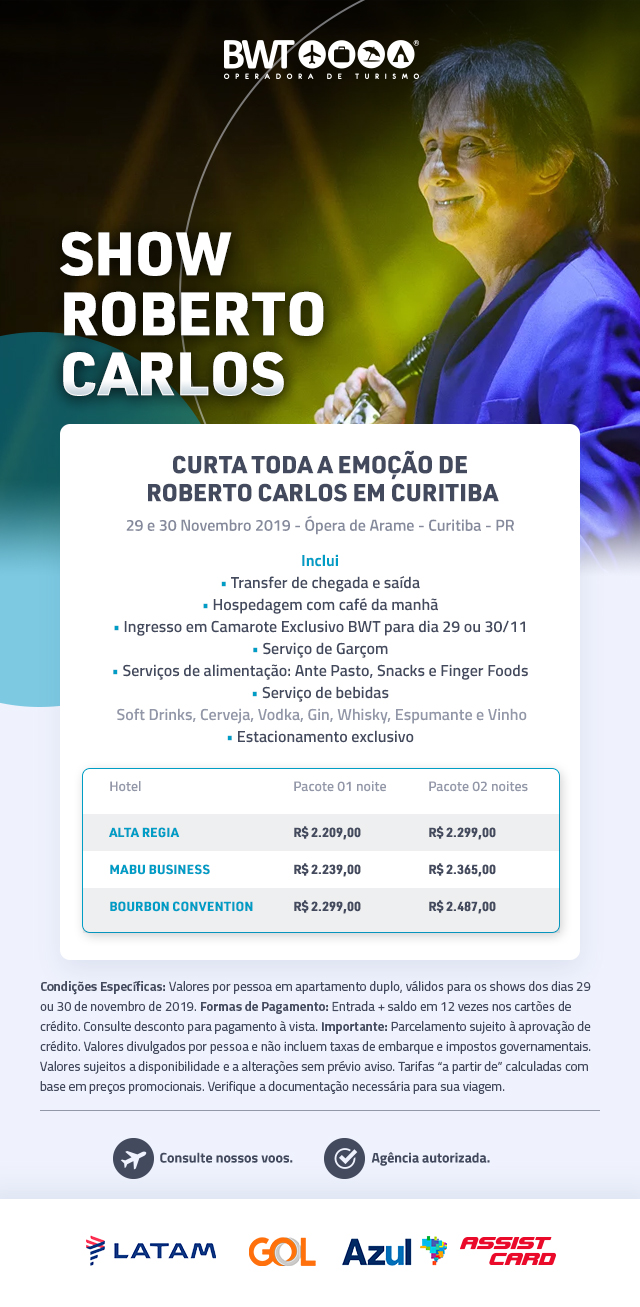 BWT
OPERADORA DE TURISMO
SHOW
ROBERTO
CARLOS
CURTA TODA A EMOÇÃO DE
ROBERTO CARLOS EM CURITIBA
29 e 30 Novembro 2019 - Ópera de Arame - Curitiba - PR
Inclui
▪ Transfer de chegada e saída
▪ Hospedagem com café da manhã
▪ Ingresso em Camarote Exclusivo BWT para dia 29 ou 30/11
▪ Serviço de Garçom
▪ Serviços de alimentação: Ante Pasto, Snacks e Finger Foods
▪ Serviço de bebidas
Soft Drinks, Cerveja, Vodka, Gin, Whisky, Espumante e Vinho
▪ Estacionamento exclusivo
Hotel Pacote 01 noite Pacote 02 noites
ALTA REGIA R$ 2.209,00 R$ 2.299,00
MABU BUSINESS R$ 2.239,00 R$ 2.365,00
BOURBON CONVENTION R$ 2.299,00 R$ 2.487,00
Condições Específicas: Valores por pessoa em apartamento duplo, válidos para os shows dos dias 29
ou 30 de novembro de 2019. Formas de Pagamento: Entrada + saldo em 12 vezes nos cartões de
crédito. Consulte desconto para pagamento à vista. Importante: Parcelamento sujeito à aprovação de
crédito. Valores divulgados por pessoa e não incluem taxas de embarque e impostos governamentais.
Valores sujeitos a disponibilidade e a alterações sem prévio aviso. Tarifas “a partir de” calculadas com
base em preços promocionais. Verifique a documentação necessária para sua viagem.
Consulte nossos voos. Agência autorizada.
LATAM GOL Azul ASSIST
CARD